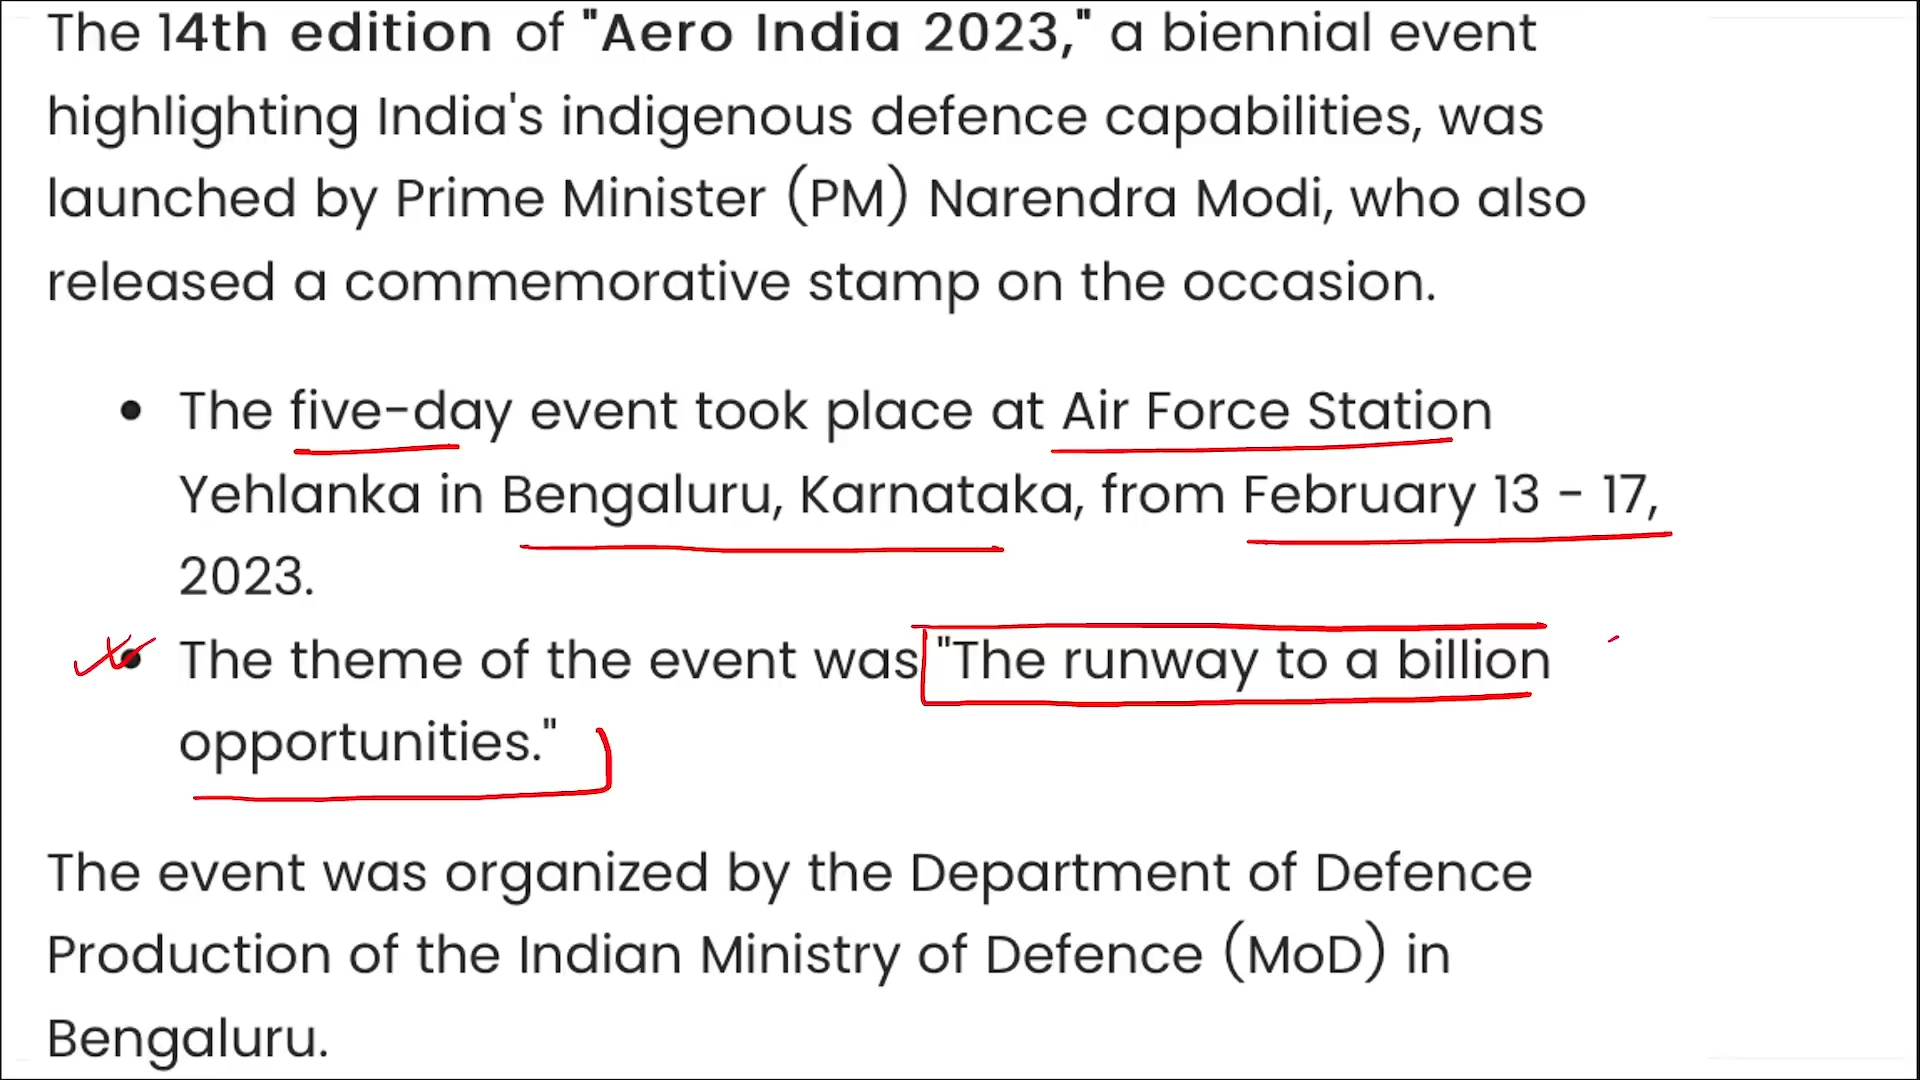 The 14th edition of "Aero India 2023," a biennial event
highlighting India's indigenous defence capabilities, was
launched by Prime Minister (PM) Narendra Modi, who also
released a commemorative stamp on the occasion.
• The five-day event took place at Air Force Station
Yehlanka in Bengaluru, Karnataka, from February 13 - 17,
2023.
• The theme of the event was "The runway to a billion
opportunities."
The event was organized by the Department of Defence
Production of the Indian Ministry of Defence (MoD) in
Bengaluru.